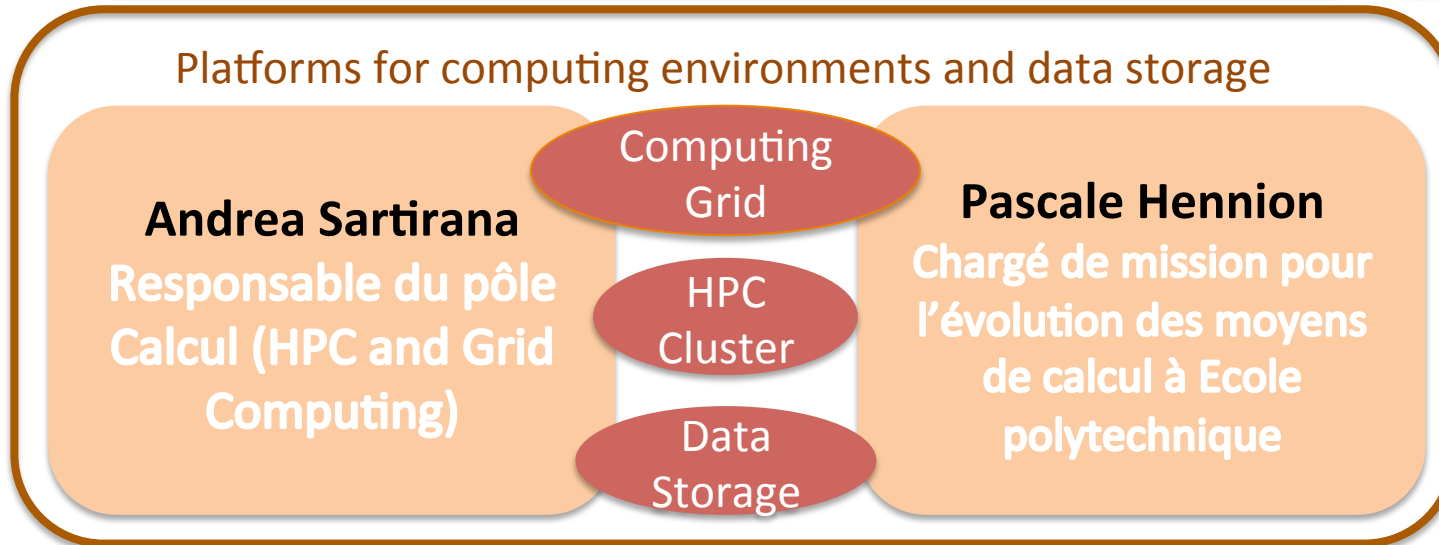 Platforms for computing environments and data storage
Andrea Sartirana
Responsable du pôle
Calcul (HPC and Grid
Computing)
Computing
Grid
HPC
Cluster
Data
Storage
Pascale Hennion
Chargé de mission pour
l’évolution des moyens
de calcul à Ecole
polytechnique